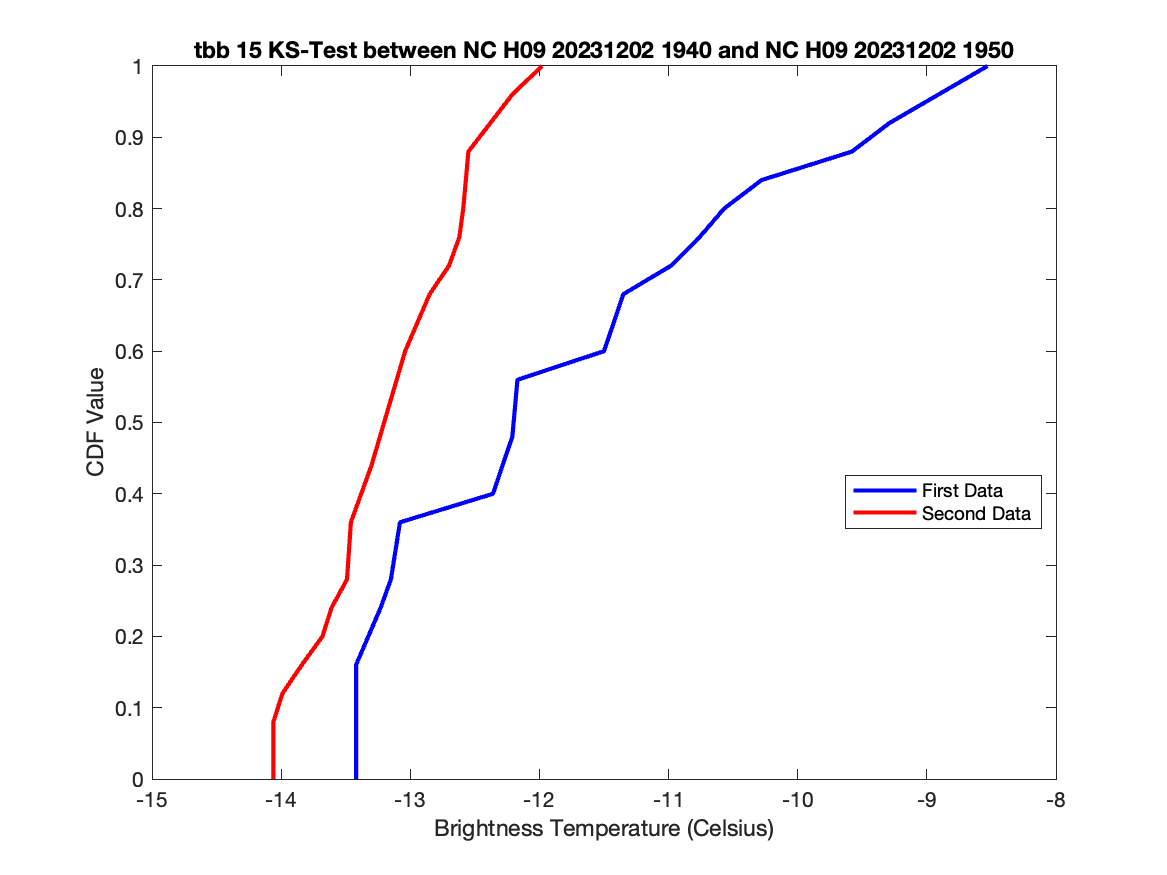 tbb 15 KS-Test between NC H09 20231202 1940 and NC H09 20231202 1950
1
0.9
0.8
0.7
0.6
0.5
0.4
0.3
0.2
0.1
0
CDF Value
First Data
Second Data
-15 -14 -13 -12 -11 -10 -9 -8
Brightness Temperature (Celsius)